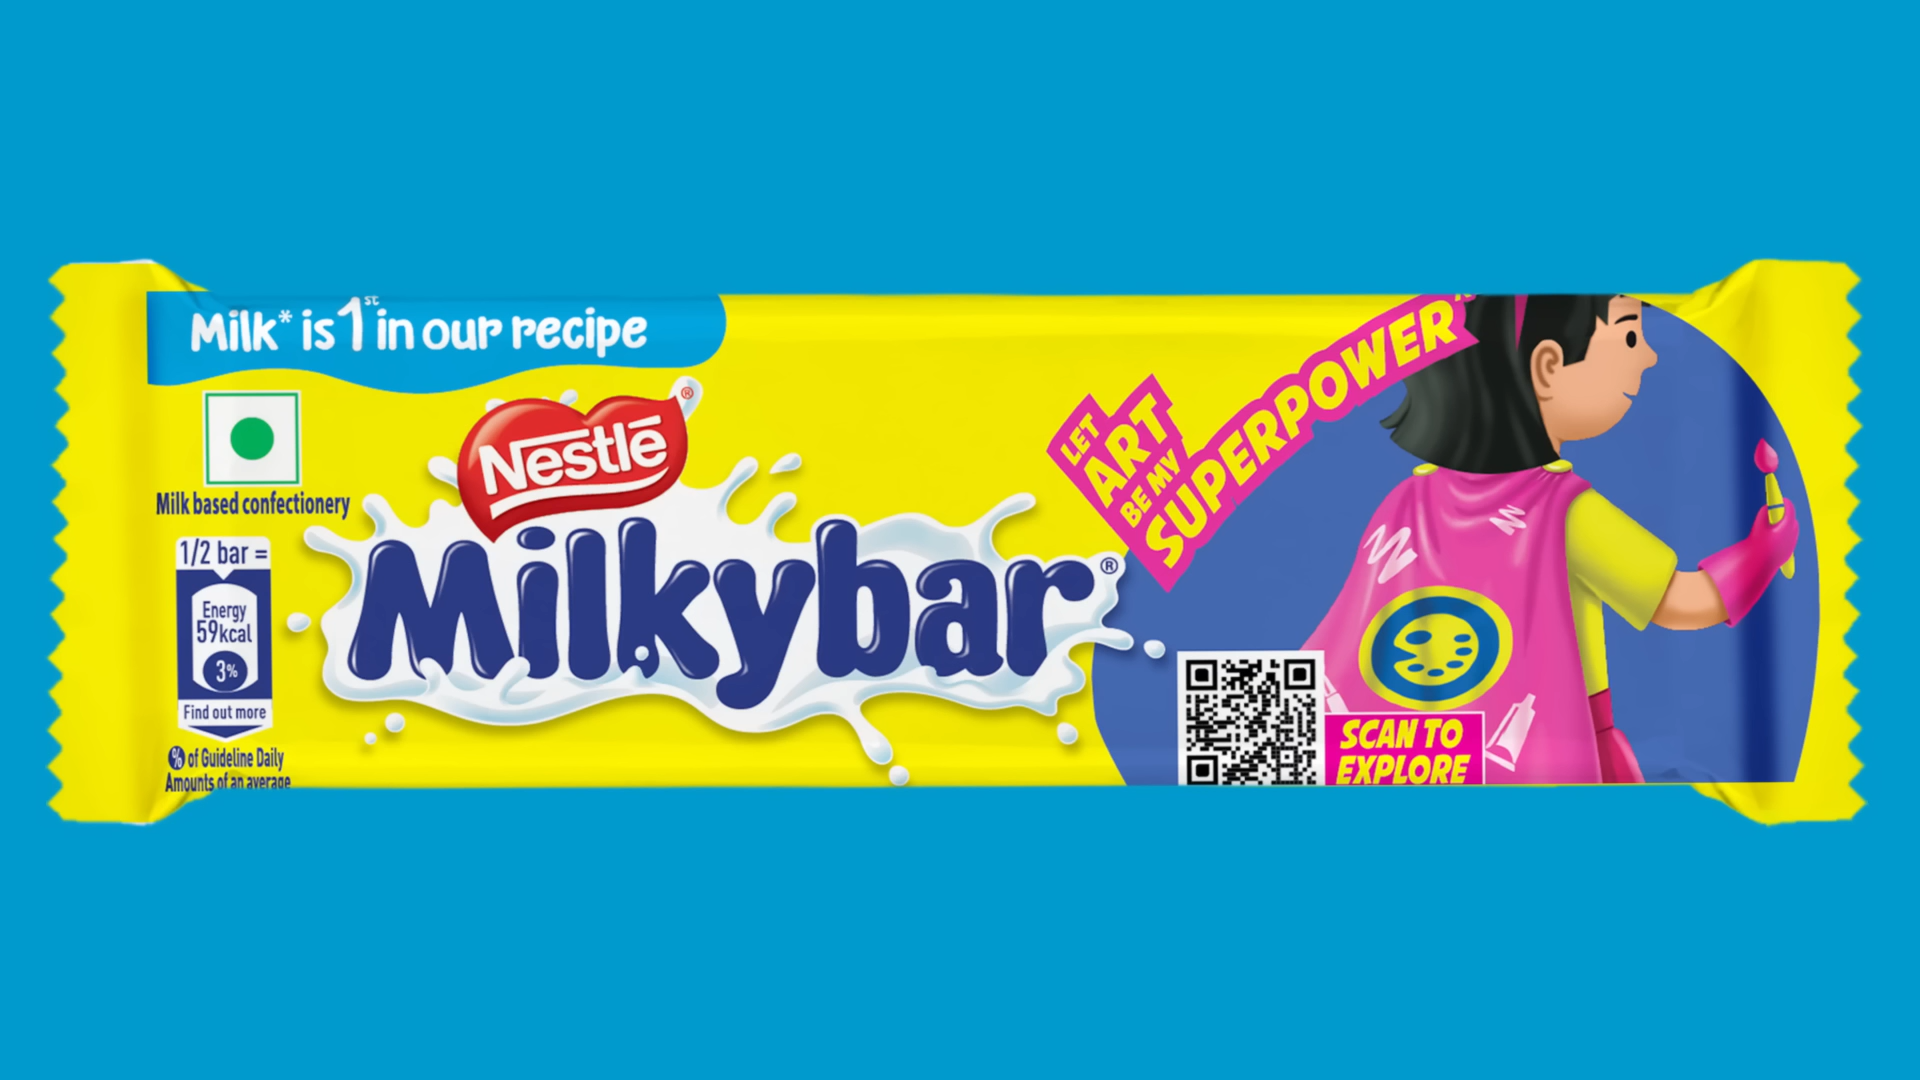 Milk* is 1st in our recipe
Milk based confectionery
1/2 bar =
Energy
59kcal
3%
Find out more
% of Guideline Daily
Amounts of an average
Nestlé
®
Milkybar®
LET
ART
BE MY
SUPERPOWER
SCAN TO
EXPLORE